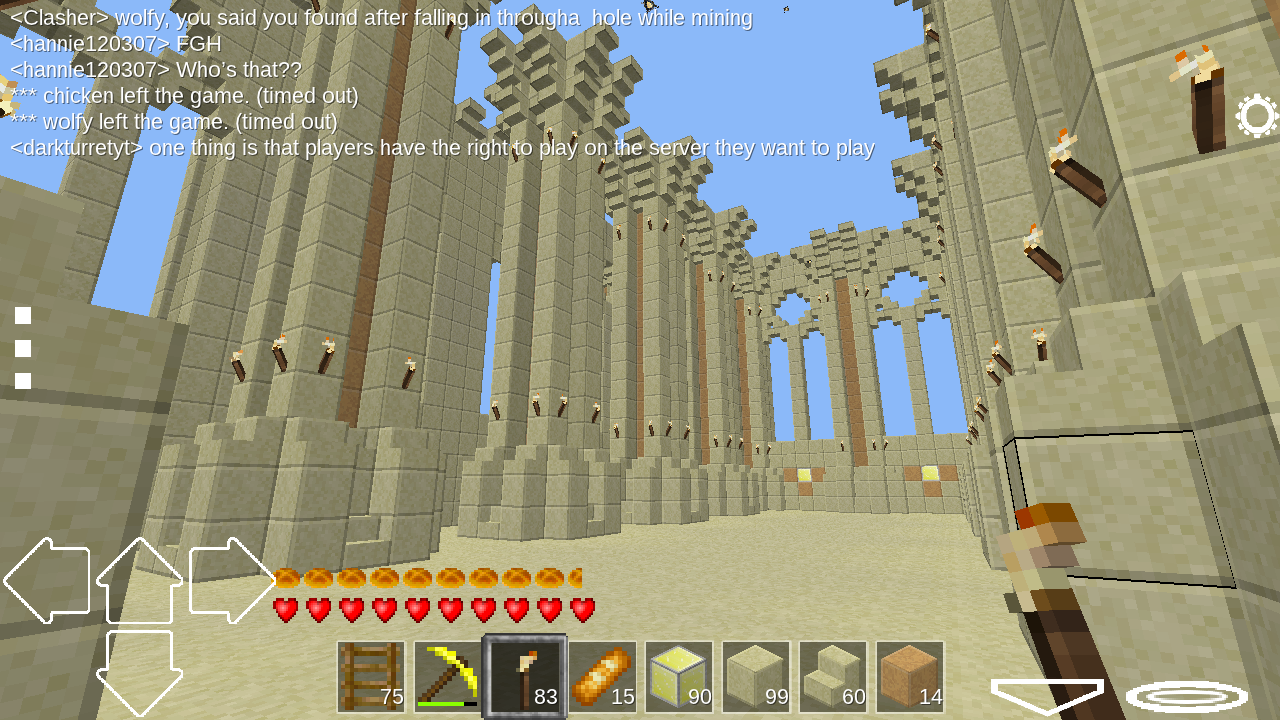 <Clasher> wolfy, you said you found after falling in througha  hole while mining
<hannie120307> FGH
<hannie120307> Who's that??
*** chicken left the game. (timed out)
*** wolfy left the game. (timed out)
<darkturretyt> one thing is that players have the right to play on the server they want to play
75 83 15 90 99 60 14